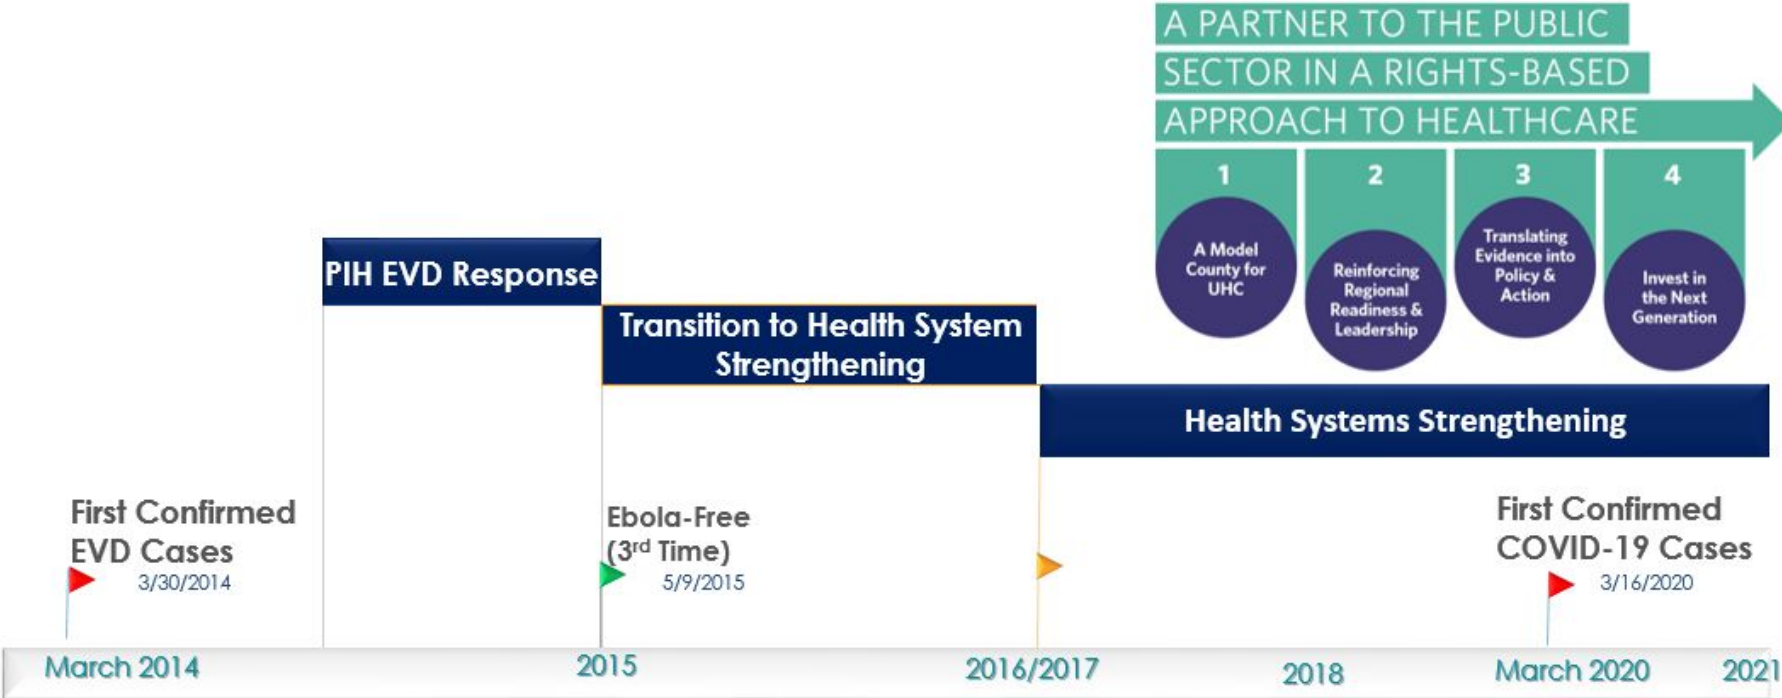 A PARTNER TO THE PUBLIC
SECTOR IN A RIGHTS-BASED
APPROACH TO HEALTHCARE
1
A Model
County for
UHC
2
Reinforcing
Regional
Readiness &
Leadership
3
Translating
Evidence into
Policy &
Action
4
Invest in
the Next
Generation
PIH EVD Response
Transition to Health System
Strengthening
Health Systems Strengthening
First Confirmed
EVD Cases
3/30/2014
Ebola-Free
(3rd Time)
5/9/2015
First Confirmed
COVID-19 Cases
3/16/2020
March 2014
2015
2016/2017
2018
March 2020
2021